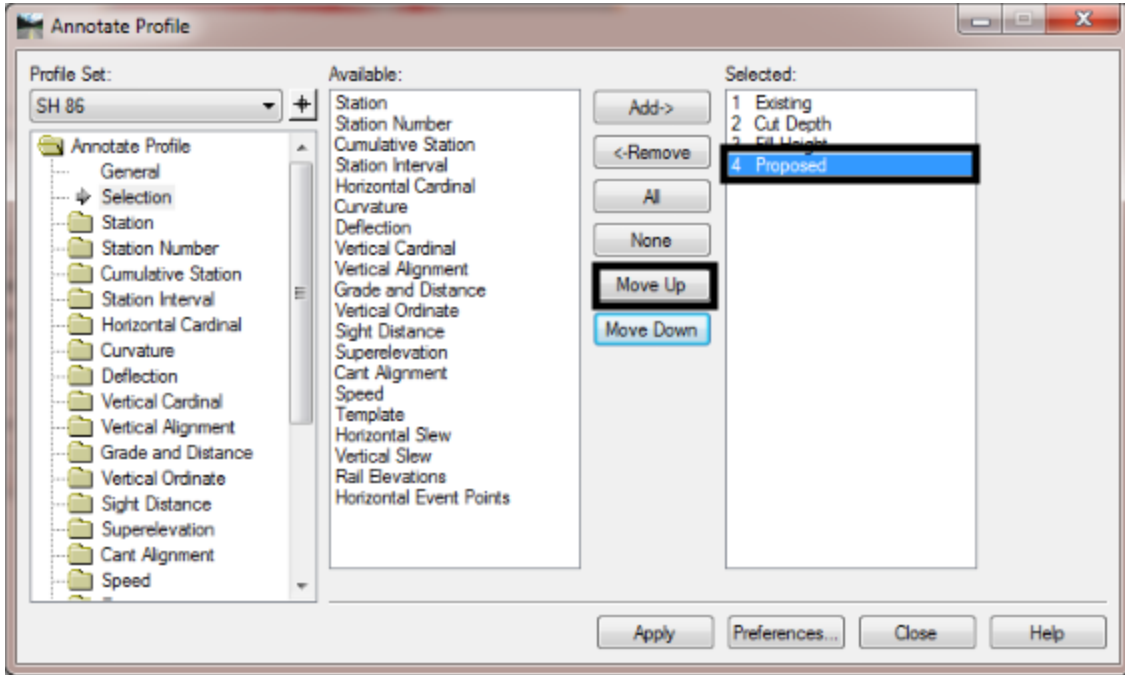 Annotate Profile
Profile Set:
SH 86
Annotate Profile
General
Selection
Station
Station Number
Cumulative Station
Station Interval
Horizontal Cardinal
Curvature
Deflection
Vertical Cardinal
Vertical Alignment
Grade and Distance
Vertical Ordinate
Sight Distance
Superelevation
Cant Alignment
Speed
Available:
Station
Station Number
Cumulative Station
Station Interval
Horizontal Cardinal
Curvature
Deflection
Vertical Cardinal
Vertical Alignment
Grade and Distance
Vertical Ordinate
Sight Distance
Superelevation
Cant Alignment
Speed
Template
Horizontal Slew
Vertical Slew
Rail Elevations
Horizontal Event Points
Add->
<-Remove
All
None
Move Up
Move Down
Selected:
1 Existing
2 Cut Depth
3 Fill Height
4 Proposed
Apply
Preferences...
Close
Help